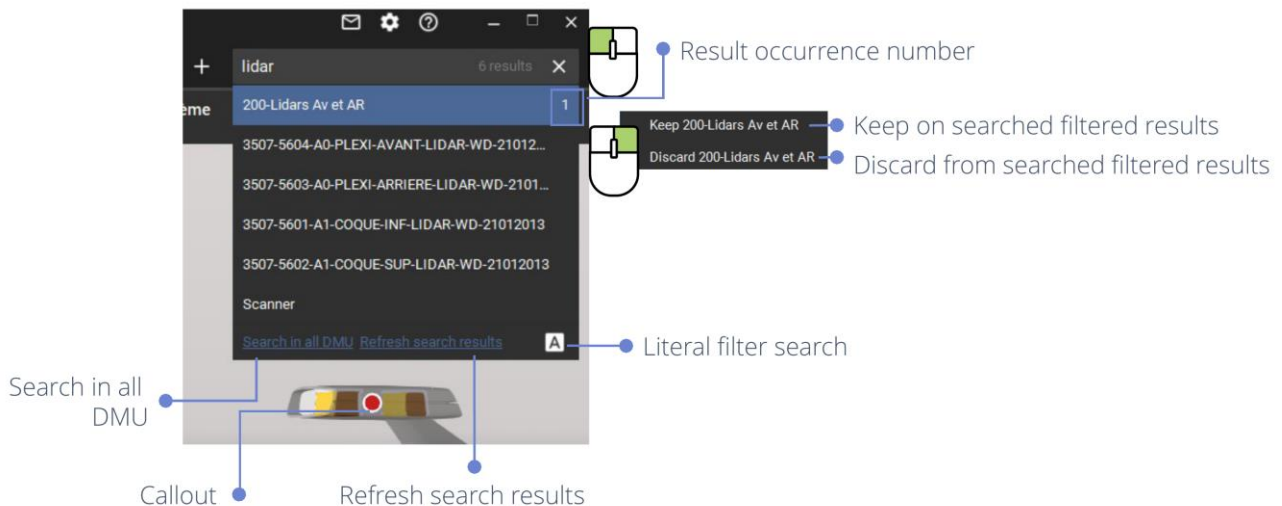 lidar
6 results
Result occurrence number
ème
200-Lidars Av et AR
1
Keep 200-Lidars Av et AR
Keep on searched filtered results
3507-5604-A0-PLEXI-AVANT-LIDAR-WD-21012...
Discard 200-Lidars Av et AR
Discard from searched filtered results
3507-5603-A0-PLEXI-ARRIERE-LIDAR-WD-2101...
3507-5601-A1-COQUE-INF-LIDAR-WD-21012013
3507-5602-A1-COQUE-SUP-LIDAR-WD-21012013
Scanner
Search in all DMU Refresh search results
A
Literal filter search
Search in all
DMU
Callout
Refresh search results